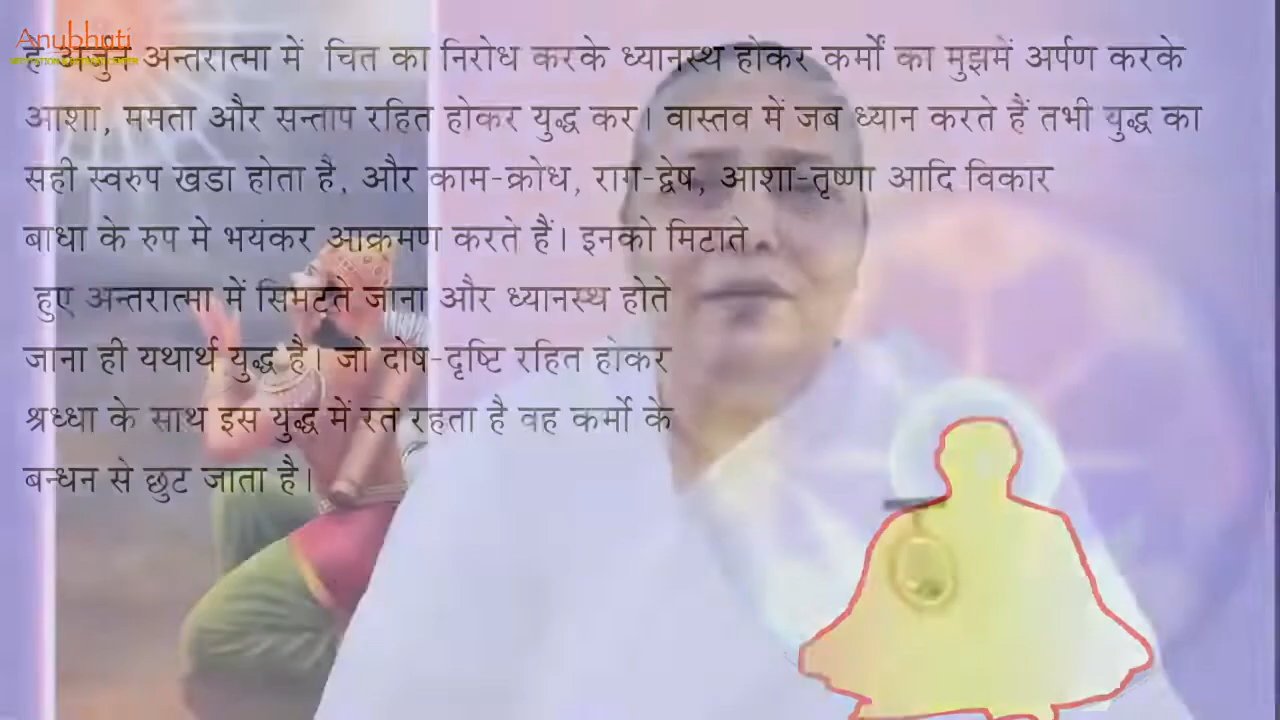 Anubhuti
हे अर्जुन अन्तरात्मा में चित का निरोध करके ध्यानस्थ होकर कर्मों का मुझमें अर्पण करके
आशा, ममता और सन्ताप रहित होकर युद्ध कर। वास्तव में जब ध्यान करते हैं तभी युद्ध का
सही स्वरुप खडा होता है, और काम-क्रोध, राग-द्वेष, आशा-तृष्णा आदि विकार
बाधा के रुप मे भयंकर आक्रमण करते हैं। इनको मिटाते
हुए अन्तरात्मा में सिमटते जाना और ध्यानस्थ होते
जाना ही यथार्थ युद्ध है। जो दोष-दृष्टि रहित होकर
श्रध्धा के साथ इस युद्ध में रत रहता है वह कर्मो के
बन्धन से छुट जाता है।